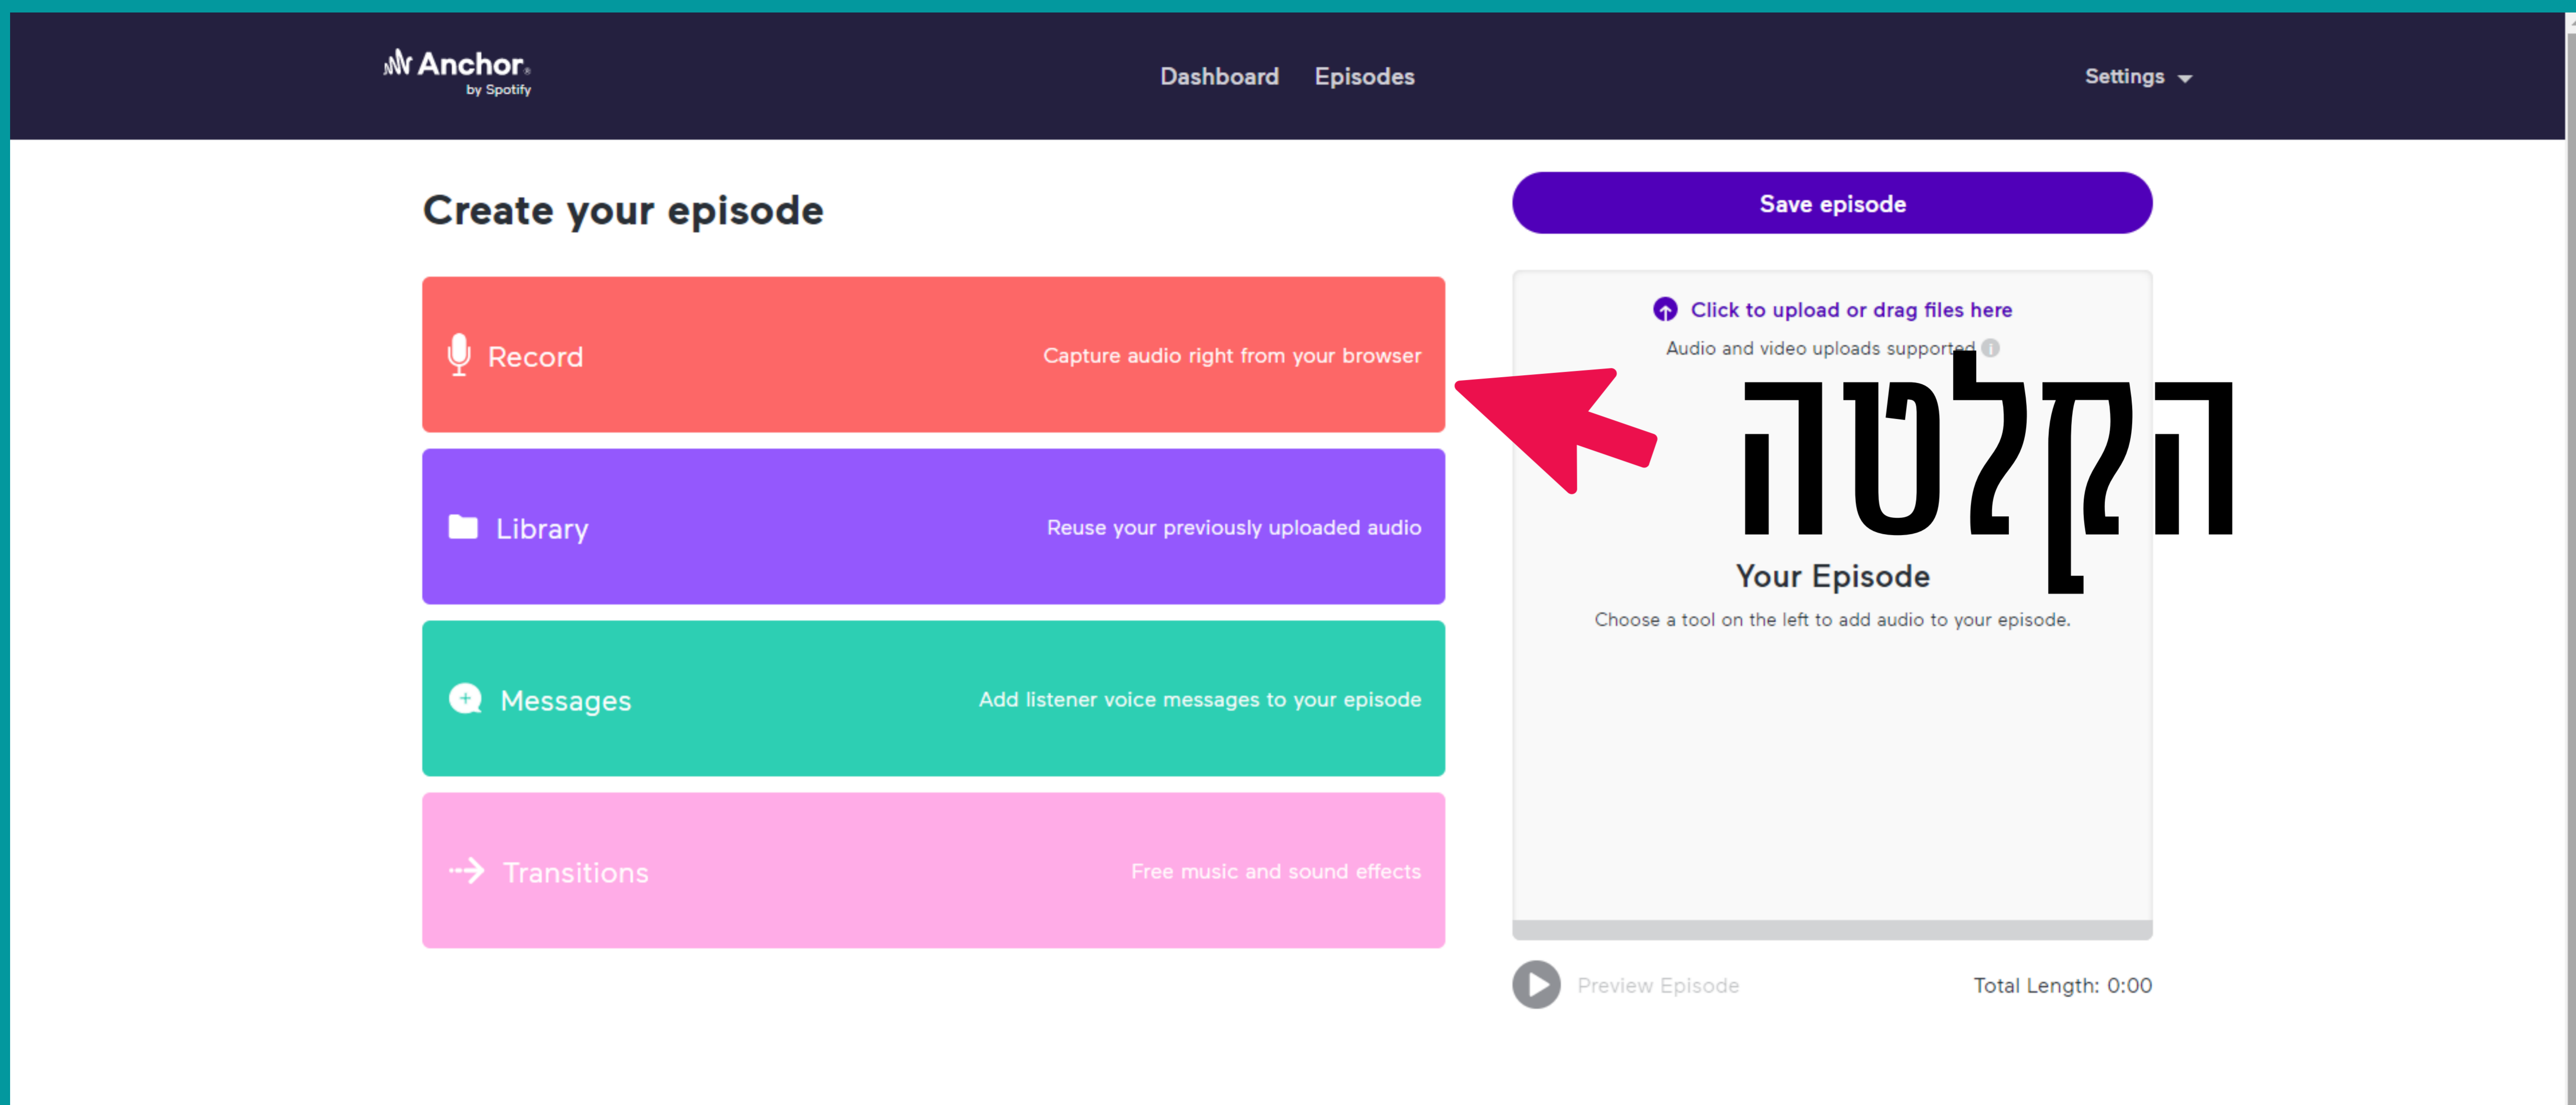 Anchor®
by Spotify
Dashboard Episodes
Settings
Create your episode
Save episode
Record
Capture audio right from your browser
Click to upload or drag files here
Audio and video uploads supported
הקלטה
Library
Reuse your previously uploaded audio
Your Episode
Choose a tool on the left to add audio to your episode.
Messages
Add listener voice messages to your episode
Transitions
Free music and sound effects
Preview Episode
Total Length: 0:00